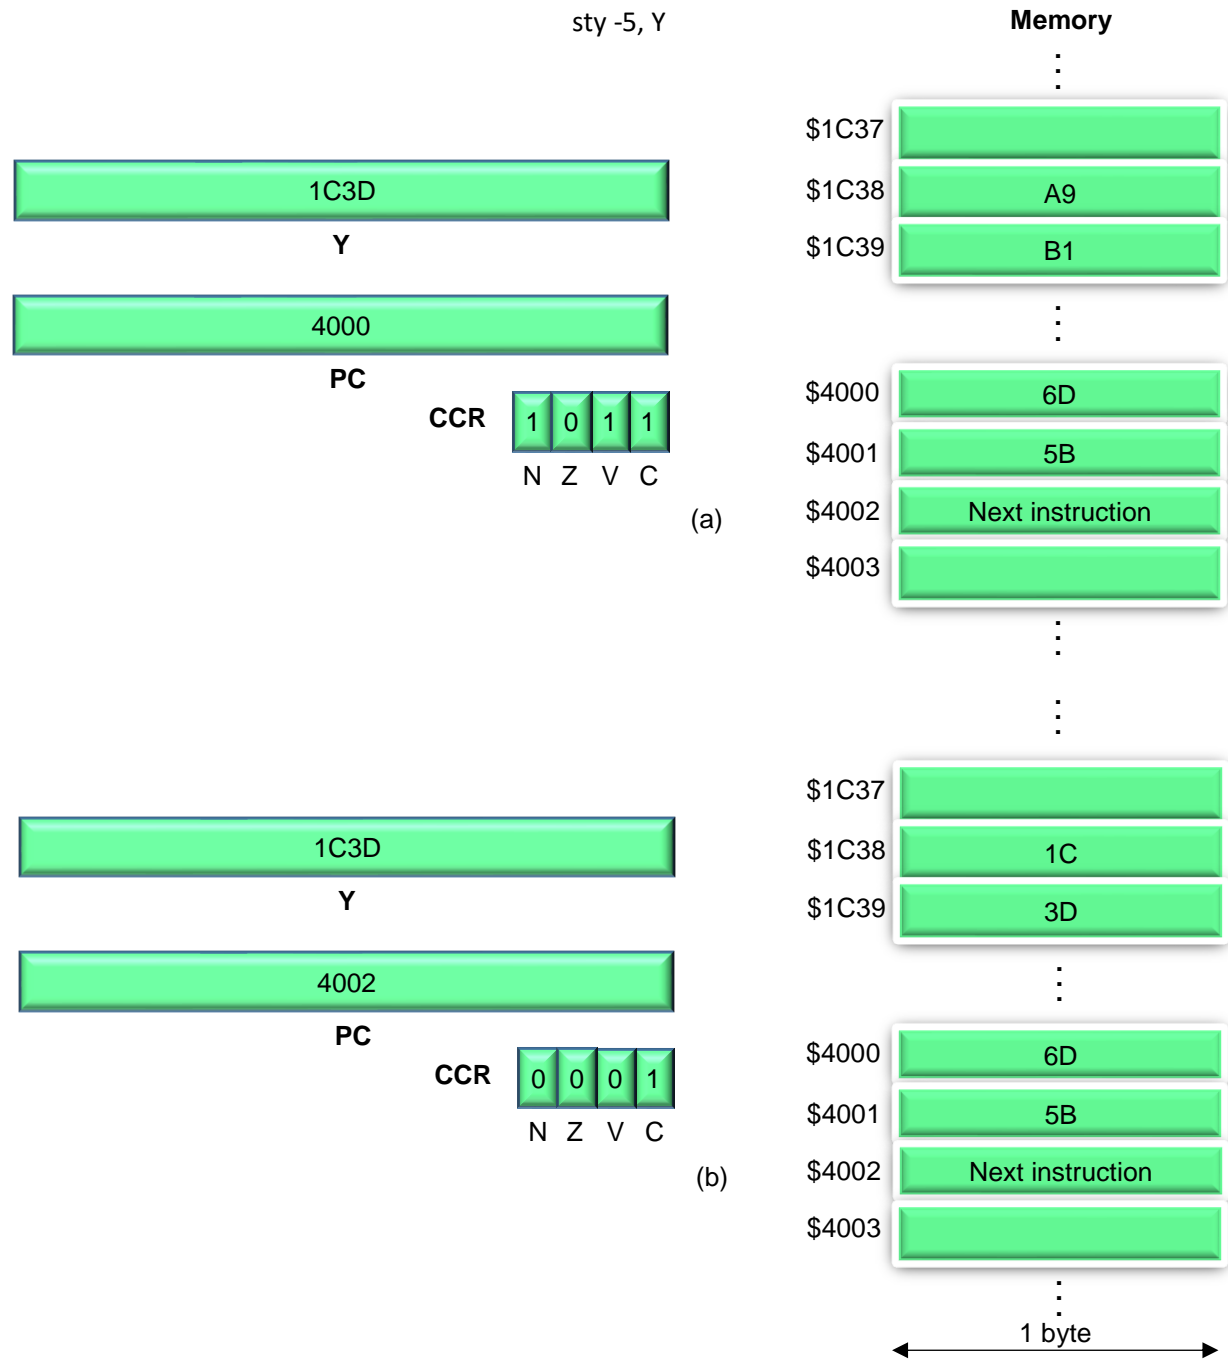 sty -5, Y
Memory
$1C37
1C3D
$1C38 A9
Y
$1C39 B1
4000
PC
$4000 6D
CCR 1 0 1 1
$4001 5B
N Z V C
(a)
$4002 Next instruction
$4003
$1C37
1C3D
$1C38 1C
Y
$1C39 3D
4002
PC
$4000 6D
CCR 0 0 0 1
$4001 5B
N Z V C
(b)
$4002 Next instruction
$4003
1 byte